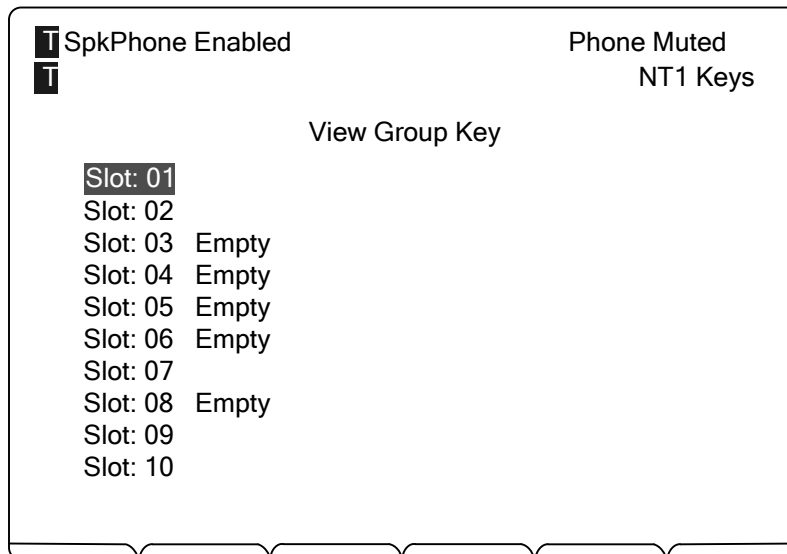 T SpkPhone Enabled Phone Muted
T NT1 Keys
View Group Key
Slot: 01
Slot: 02
Slot: 03 Empty
Slot: 04 Empty
Slot: 05 Empty
Slot: 06 Empty
Slot: 07
Slot: 08 Empty
Slot: 09
Slot: 10